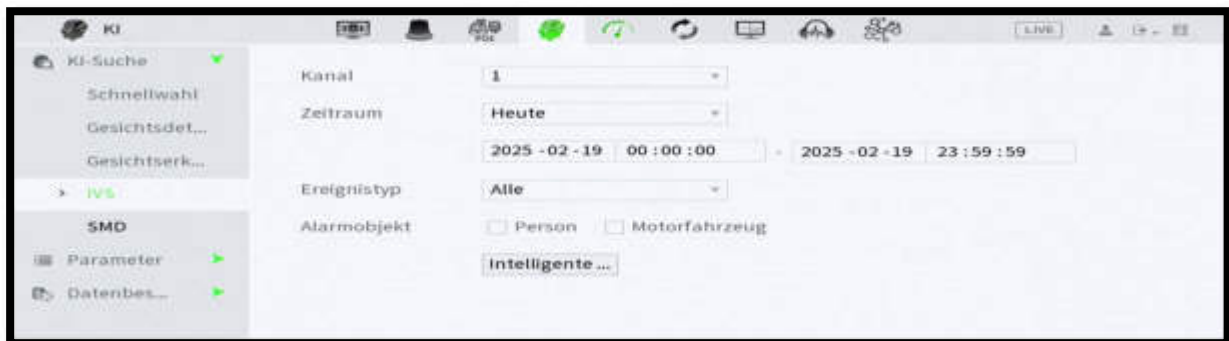 KI
POS
LIVE
KI-Suche
Schnellwahl
Gesichtsdet...
Gesichtserk...
IVS
SMD
Parameter
Datenbes...
Kanal 1
Zeitraum Heute
2025 -02 -19 00 :00 :00 - 2025 -02 -19 23 :59 :59
Ereignistyp Alle
Alarmobjekt Person Motorfahrzeug
Intelligente ...